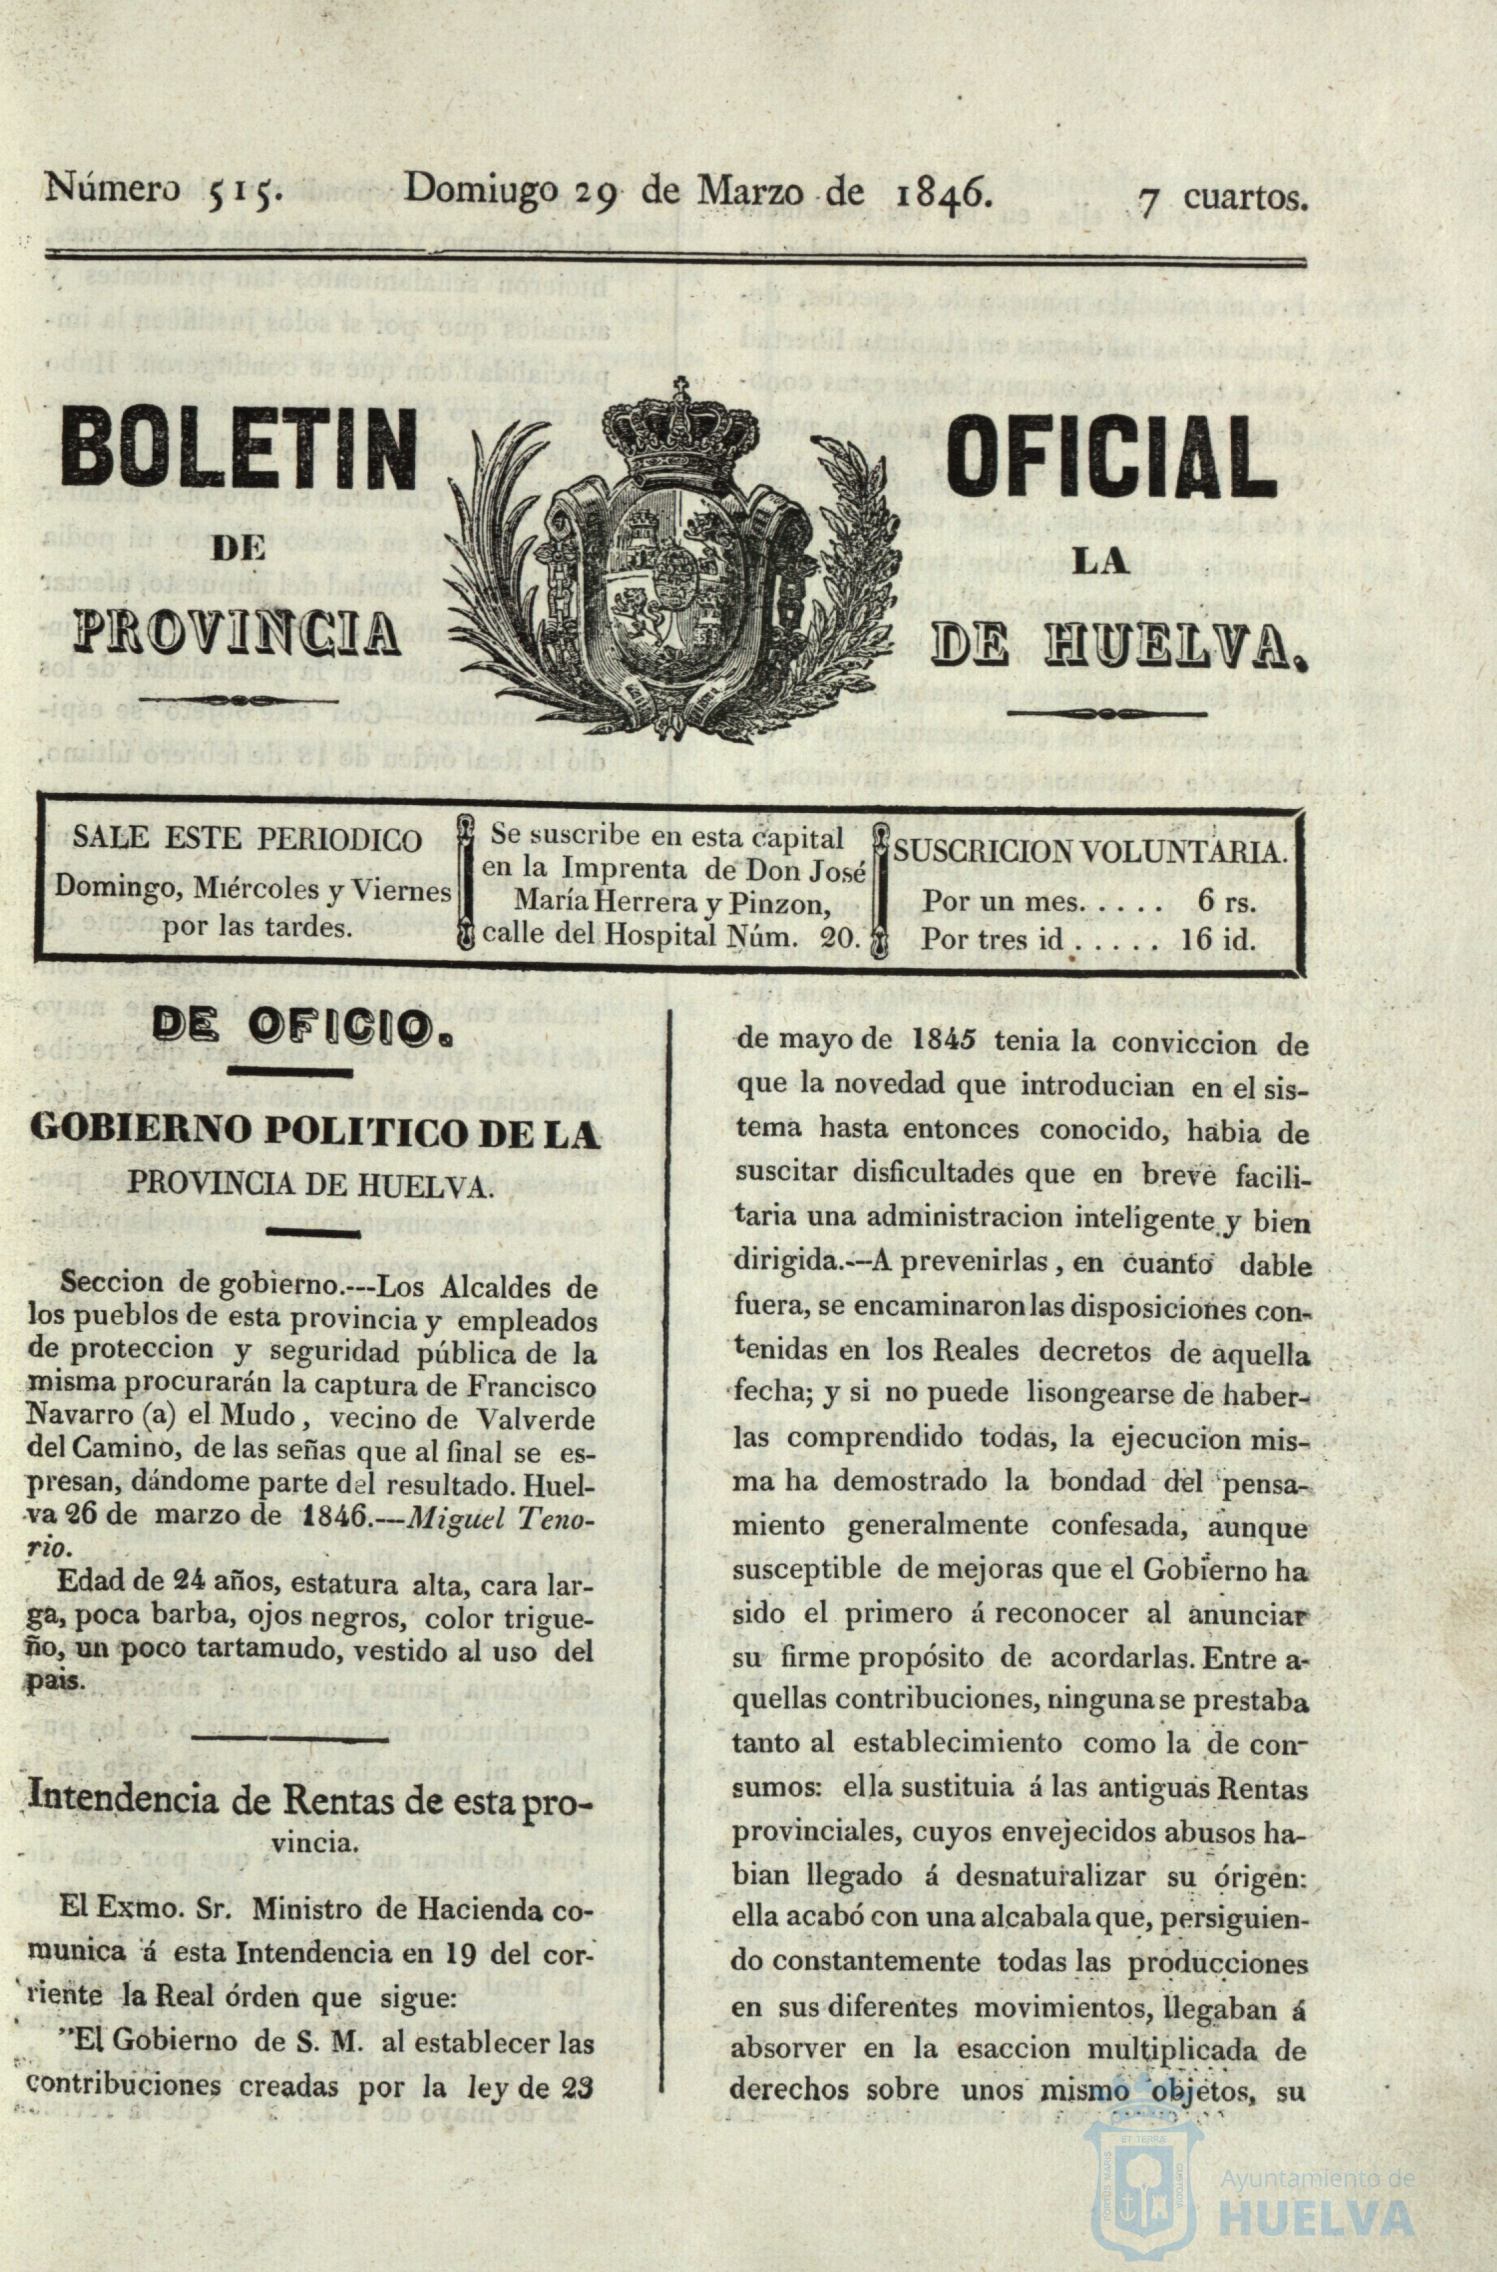 Número 515. Domiugo 29 de Marzo de 1846. 7 cuartos.
BOLETIN OFICIAL
DE LA
PROVINCIA DE HUELVA.
SALE ESTE PERIODICO
Domingo, Miércoles y Viernes
por las tardes.
Se suscribe en esta capital
en la Imprenta de Don José
María Herrera y Pinzon,
calle del Hospital Núm. 20.
SUSCRICION VOLUNTARIA.
Por un mes. . . . . 6 rs.
Por tres id . . . . . 16 id.
DE OFICIO.
GOBIERNO POLITICO DE LA
PROVINCIA DE HUELVA.
Seccion de gobierno.---Los Alcaldes de
los pueblos de esta provincia y empleados
de proteccion y seguridad pública de la
misma procurarán la captura de Francisco
Navarro (a) el Mudo, vecino de Valverde
del Camino, de las señas que al final se es-
presan, dándome parte del resultado. Huel-
va 26 de marzo de 1846.---Miguel Teno-
rio.
Edad de 24 años, estatura alta, cara lar-
ga, poca barba, ojos negros, color trigue-
ño, un poco tartamudo, vestido al uso del
pais.
Intendencia de Rentas de esta pro-
vincia.
El Exmo. Sr. Ministro de Hacienda co-
munica á esta Intendencia en 19 del cor-
riente la Real órden que sigue:
"El Gobierno de S. M. al establecer las
contribuciones creadas por la ley de 23
de mayo de 1845 tenia la conviccion de
que la novedad que introducian en el sis-
tema hasta entonces conocido, habia de
suscitar disficultades que en breve facili-
taria una administracion inteligente y bien
dirigida.---A prevenirlas, en cuanto dable
fuera, se encaminaron las disposiciones con-
tenidas en los Reales decretos de aquella
fecha; y si no puede lisongearse de haber-
las comprendido todas, la ejecucion mis-
ma ha demostrado la bondad del pensa-
miento generalmente confesada, aunque
susceptible de mejoras que el Gobierno ha
sido el primero á reconocer al anunciar
su firme propósito de acordarlas. Entre a-
quellas contribuciones, ninguna se prestaba
tanto al establecimiento como la de con-
sumos: ella sustituia á las antiguas Rentas
provinciales, cuyos envejecidos abusos ha-
bian llegado á desnaturalizar su órigen:
ella acabó con una alcabala que, persiguien-
do constantemente todas las producciones
en sus diferentes movimientos, llegaban á
absorver en la esaccion multiplicada de
derechos sobre unos mismo objetos, su
ET TERRÆ
PORTUS MARIS
CUSTODIA
Ayuntamiento de
HUELVA